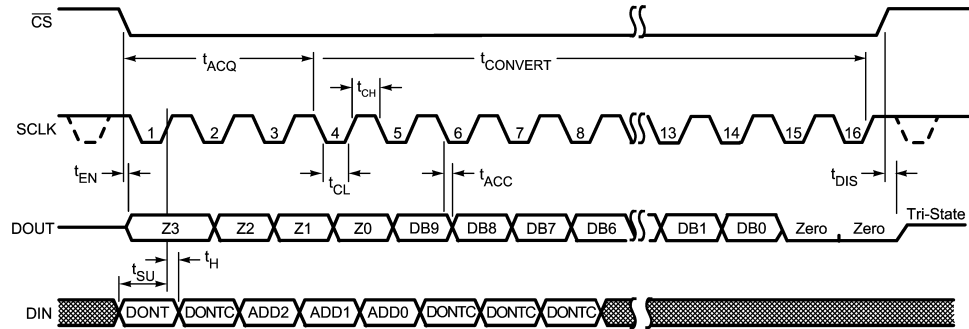 CS
tACQ
tCONVERT
tCH
SCLK
1 2 3 4 5 6 7 8 13 14 15 16
tEN
tCL
tACC
tDIS
DOUT
Z3 Z2 Z1 Z0 DB9 DB8 DB7 DB6 DB1 DB0 Zero Zero
Tri-State
tSU
tH
DIN
DONT DONTC ADD2 ADD1 ADD0 DONTC DONTC DONTC